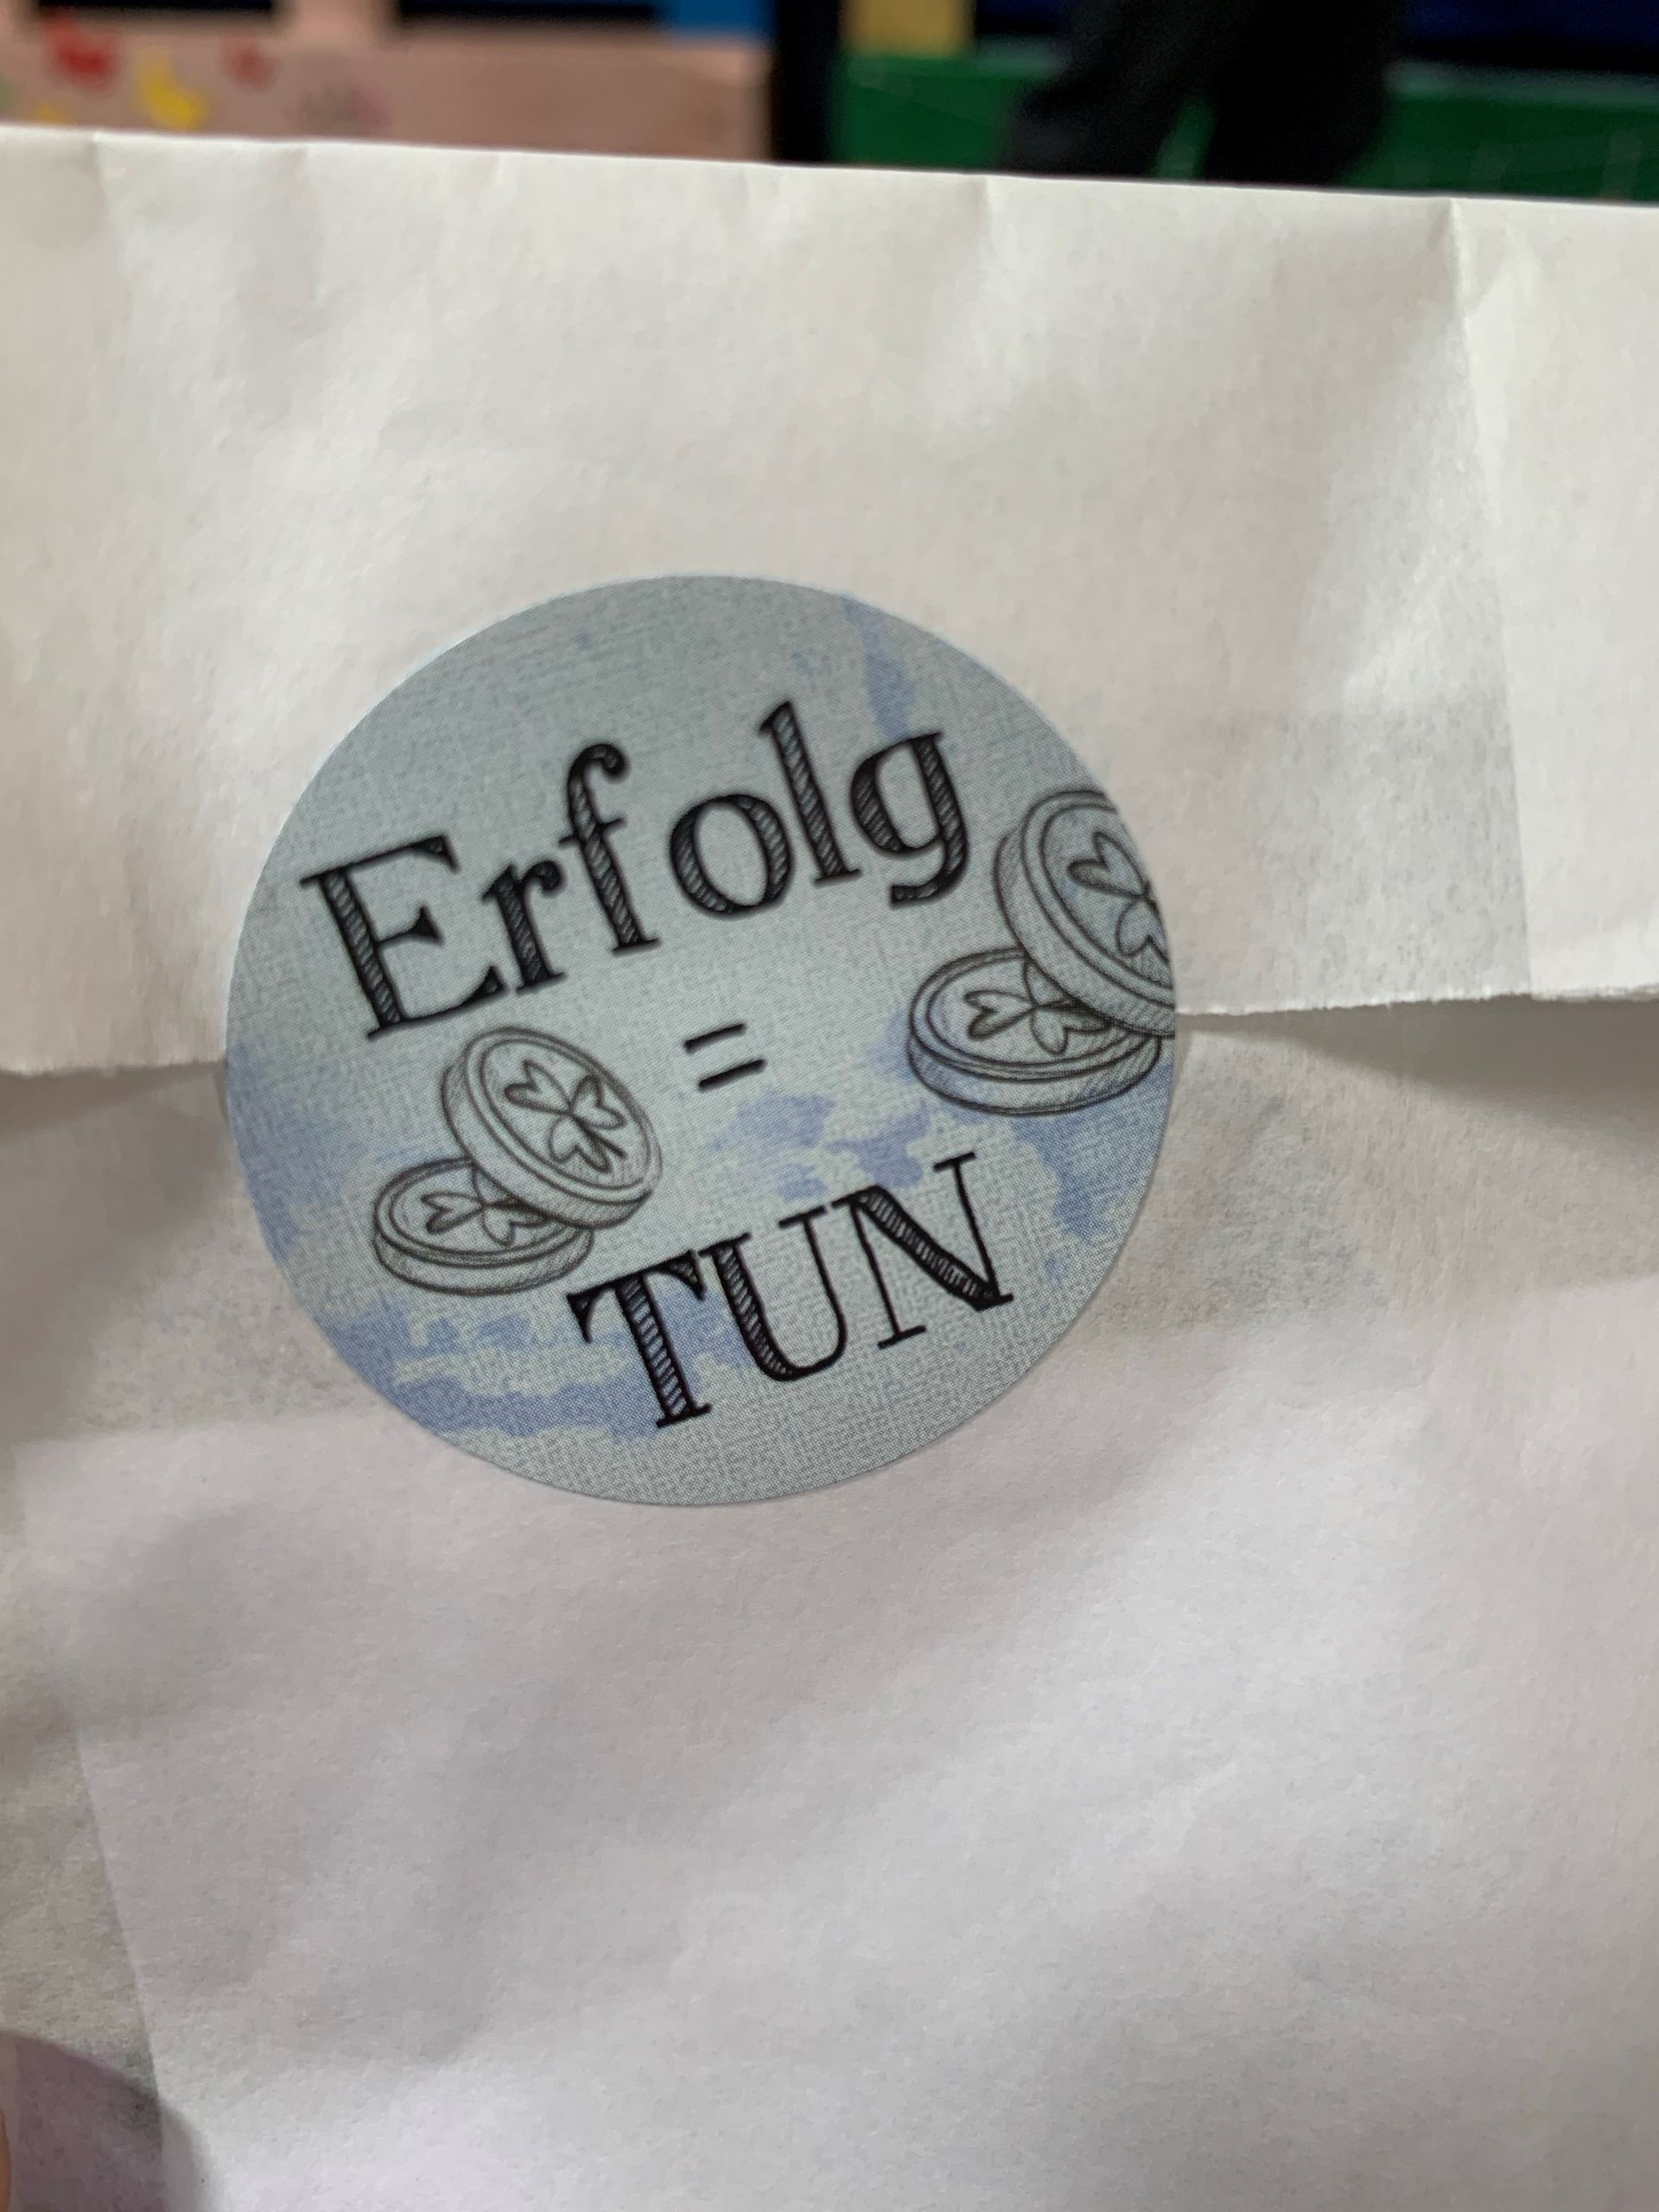 Erfolg
=
TUN